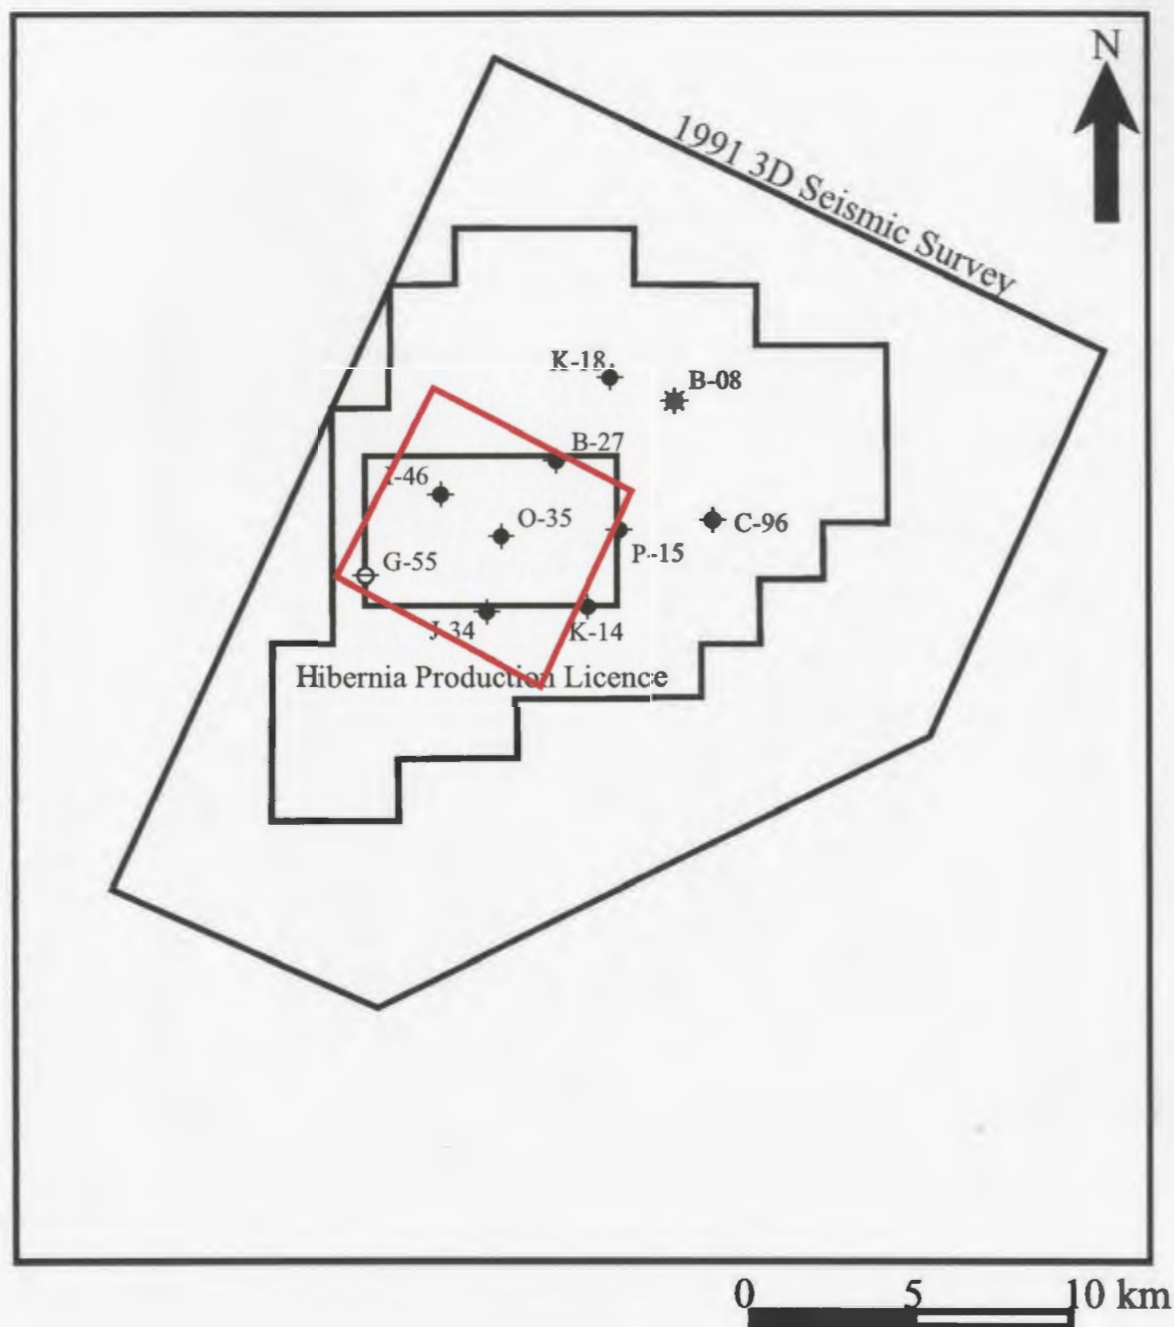 N
1991 3D Seismic Survey
K-18.
B-08
B-27
I-46
O-35
C-96
P-15
G-55
J-34
K-14
Hibernia Production Licence
0 5 10 km